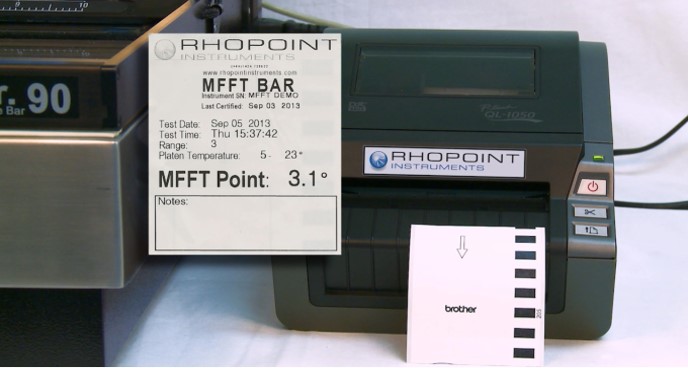 10
r. 90
e Bar
RHOPOINT
INSTRUMENTS
www.rhopointinstruments.com
MFFT BAR
Instrument SN: MFFT DEMO
Last Certified: Sep 03 2013
Test Date: Sep 05 2013
Test Time: Thu 15:37:42
Range: 3
Platen Temperature: 5 - 23°
MFFT Point: 3.1°
Notes:
QL-1050
RHOPOINT
INSTRUMENTS
brother